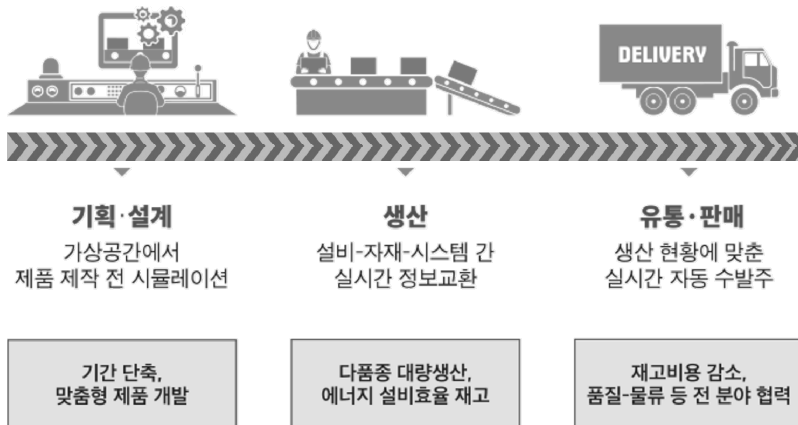 DELIVERY
기획·설계
가상공간에서
제품 제작 전 시뮬레이션
기간 단축,
맞춤형 제품 개발
생산
설비-자재-시스템 간
실시간 정보교환
다품종 대량생산,
에너지 설비효율 재고
유통·판매
생산 현황에 맞춘
실시간 자동 수발주
재고비용 감소,
품질-물류 등 전 분야 협력